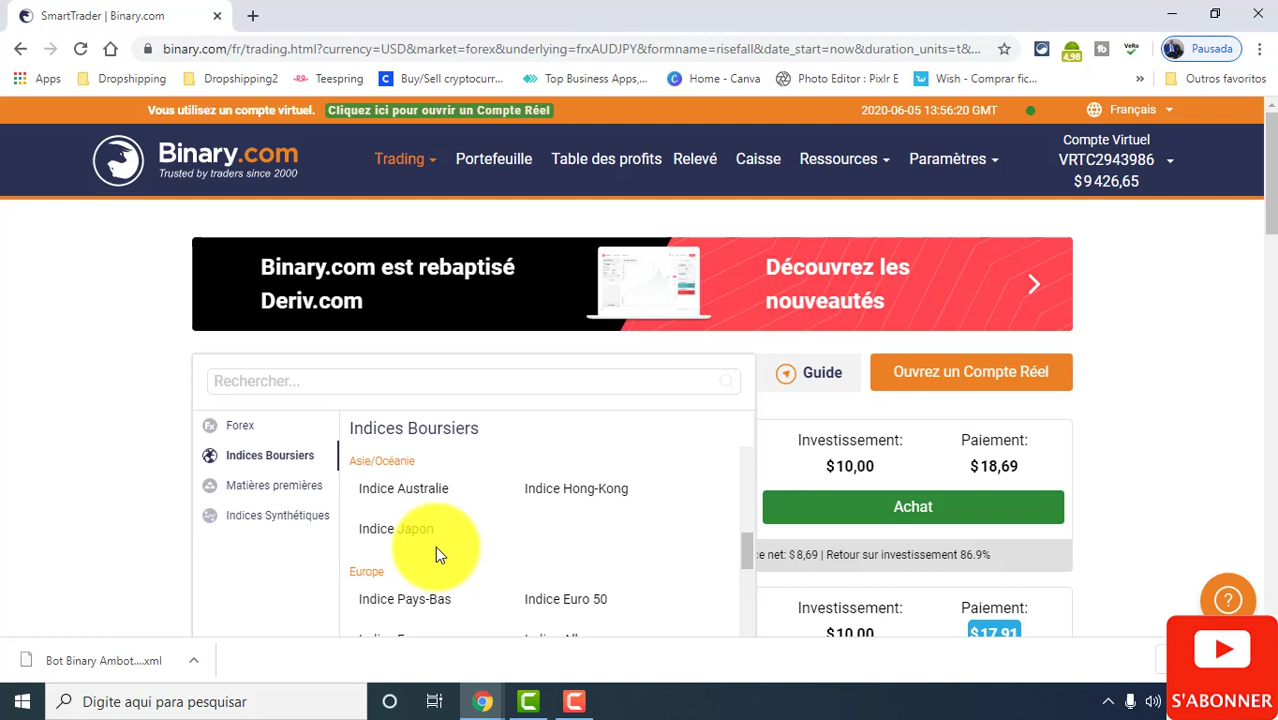 SmartTrader | Binary.com
binary.com/fr/trading.html?currency=USD&market=forex&underlying=frxAUDJPY&formname=risefall&date_start=now&duration_units=t&...
4,98
VeRo
Pausada
Apps
Dropshipping
Dropshipping2
Teespring
Buy/Sell cptocurr...
Top Business Apps,...
Home - Canva
Photo Editor : Pixlr E
Wish - Comprar fic...
»
Outros favoritos
Vous utilisez un compte virtuel.
Cliquez ici pour ouvrir un Compte Réel
2020-06-05 13:56:20 GMT
Français
Binary.com
Trusted by traders since 2000
Trading
Portefeuille
Table des profits
Relevé
Caisse
Ressources
Paramètres
Compte Virtuel
VRTC2943986
$9 426,65
Binary.com est rebaptisé
Deriv.com
Découvrez les
nouveautés
Rechercher...
Guide
Ouvrez un Compte Réel
Forex
Indices Boursiers
Matières premières
Indices Synthétiques
Indices Boursiers
Asie/Océanie
Indice Australie
Indice Hong-Kong
Indice Japon
Europe
Indice Pays-Bas
Indice Euro 50
Investissement:
$10,00
Paiement:
$18,69
Achat
ce net: $8,69 | Retour sur investissement 86.9%
Investissement:
$10,00
Paiement:
$17,91
?
Bot Binary Ambot....xml
Digite aqui para pesquisar
S'ABONNER